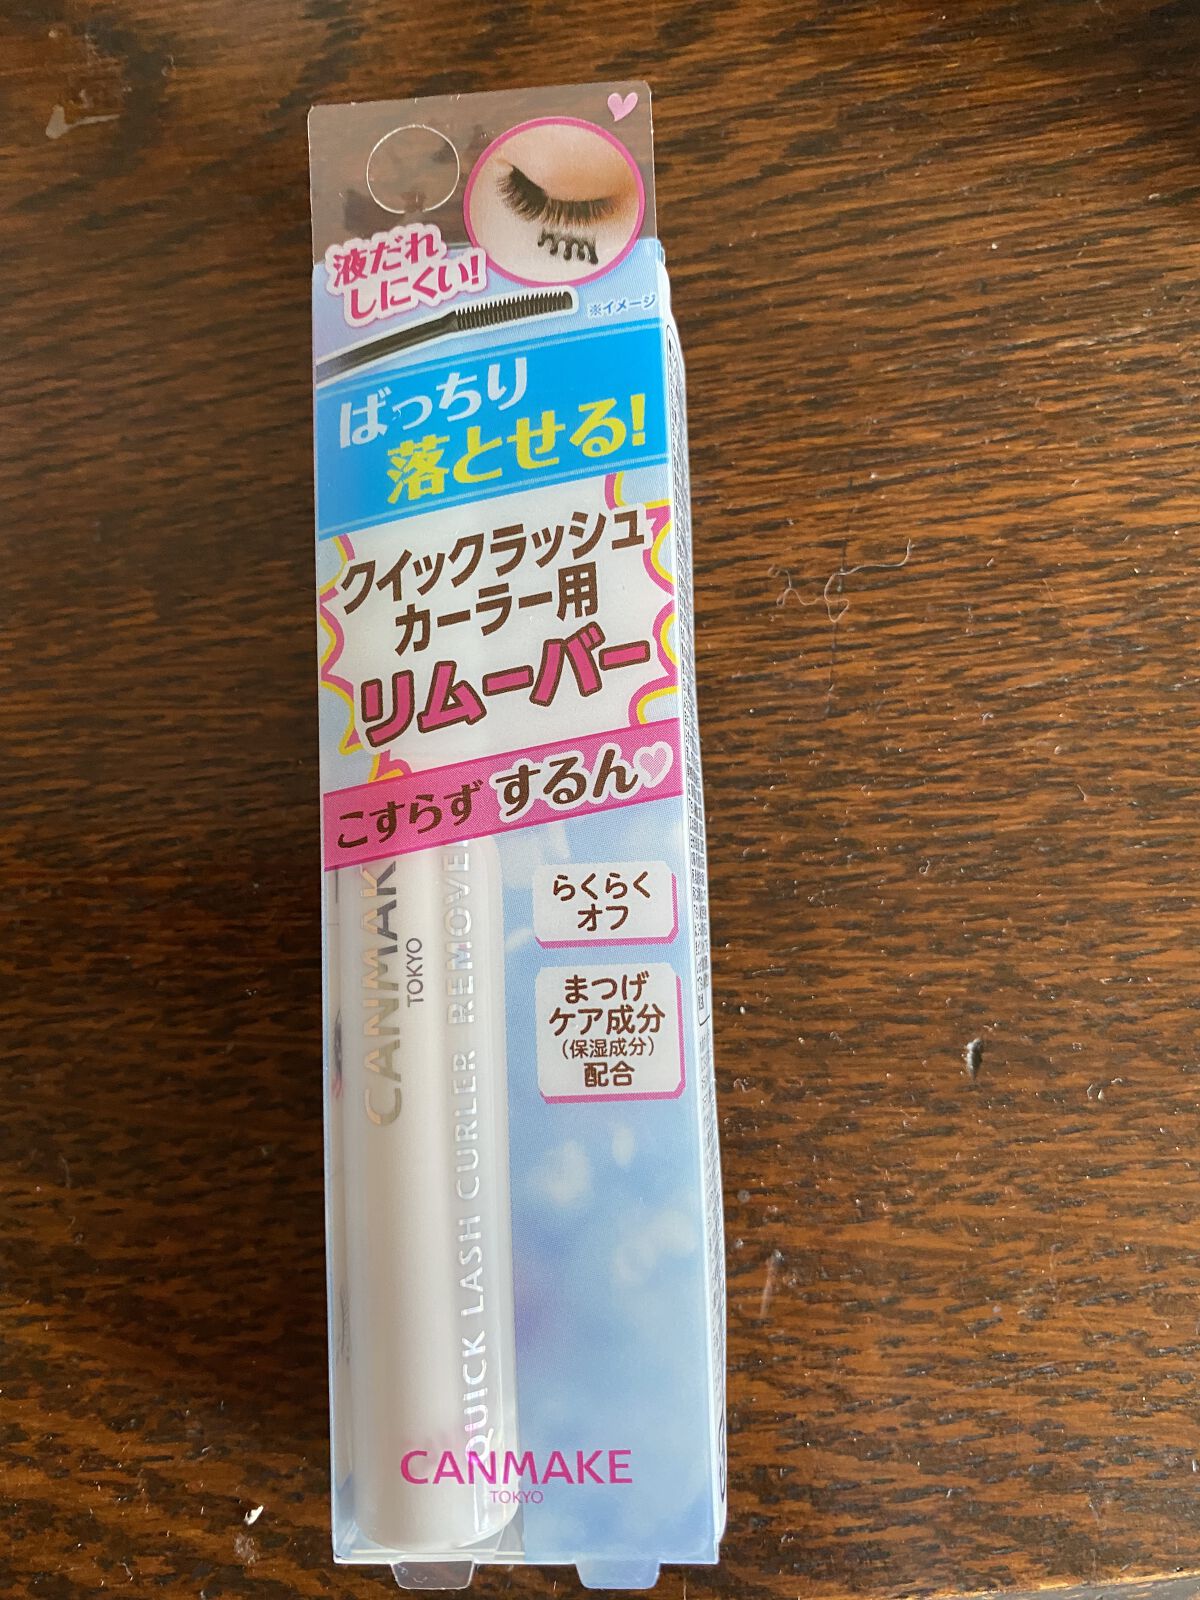 液だれ
しにくい!
※イメージ
ばっちり
落とせる!
クイックラッシュ
カーラー用
リムーバー
こすらず するん
らくらく
オフ
まつげ
ケア成分
(保湿成分)
配合
CANMAK
TOKYO
QUICK LASH CURLER REMOVE
CANMAKE
TOKYO